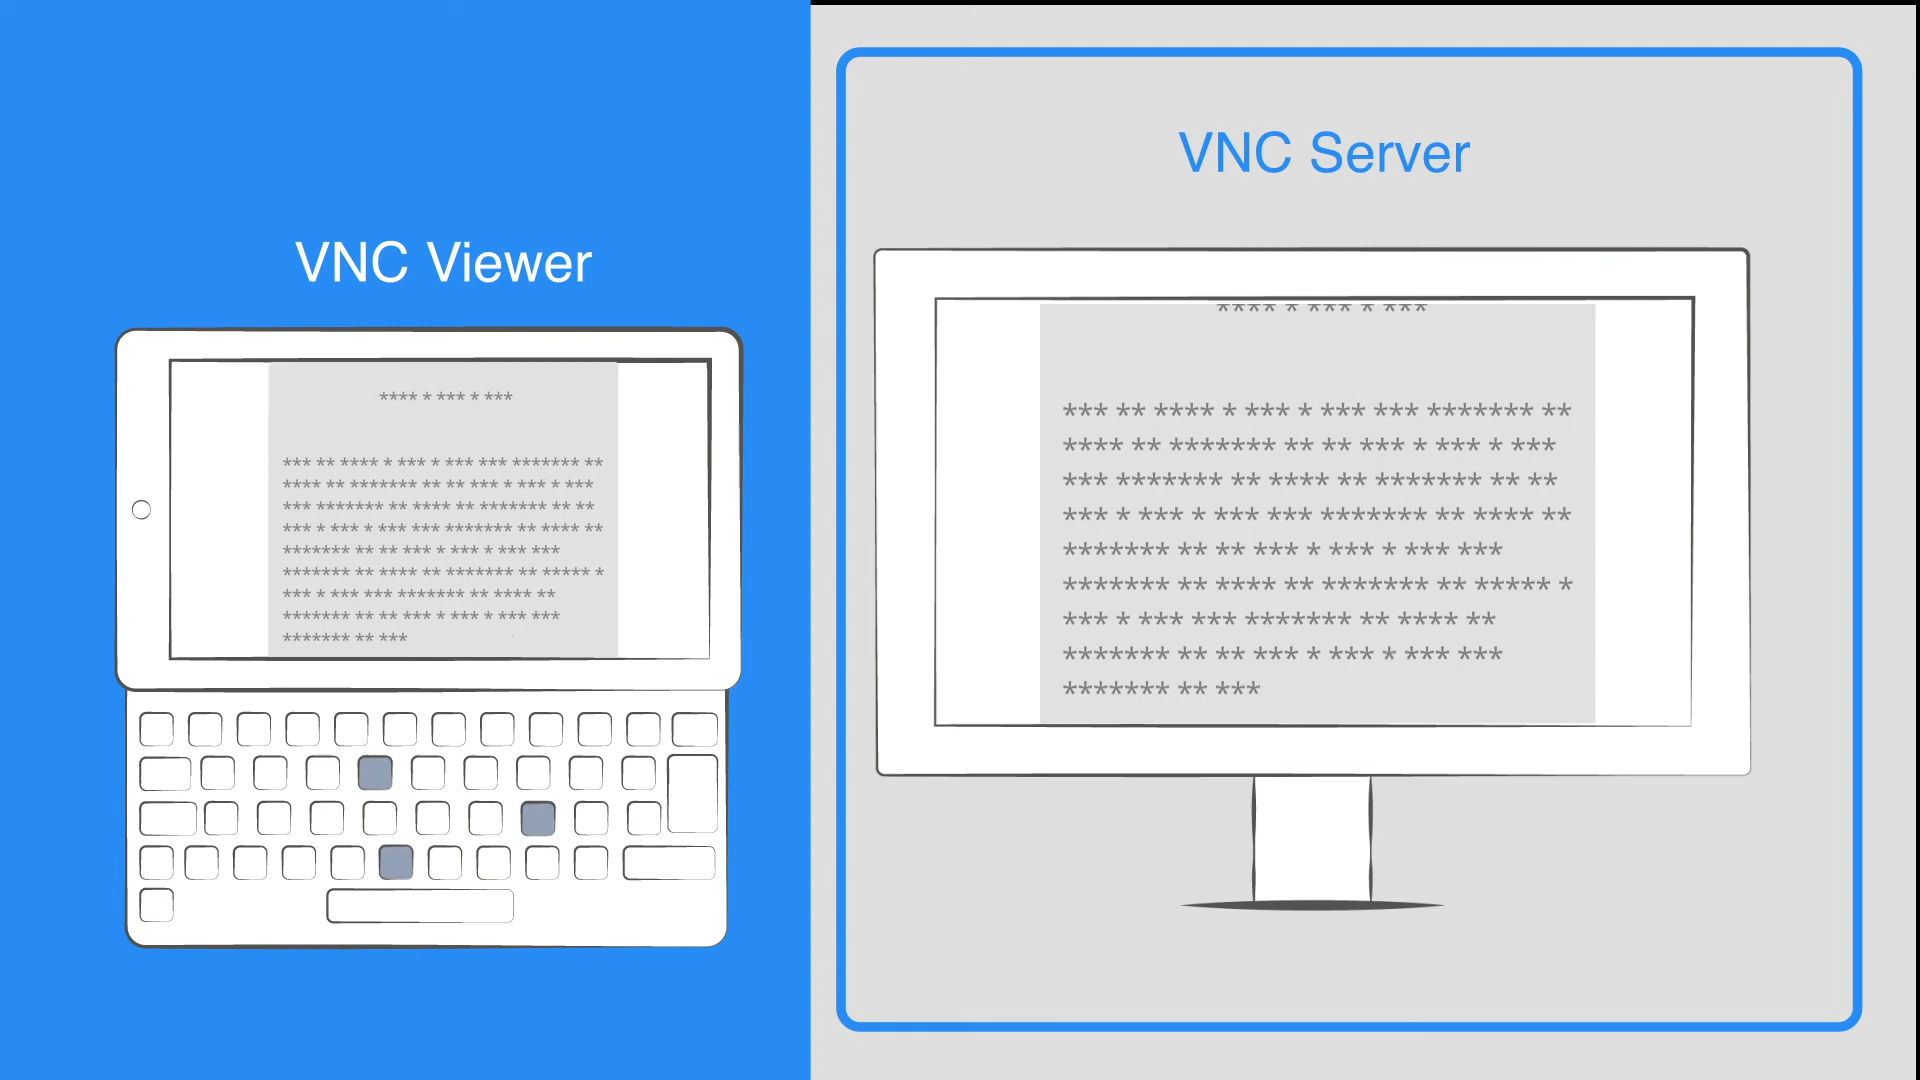 VNC Viewer
**** * *** * ***
*** ** **** * *** * *** *** ******* **
**** ** ******* ** ** *** * *** * ***
*** ******* ** **** ** ******* ** **
*** * *** * *** *** ******* ** **** **
******* ** ** *** * *** * *** ***
******* ** **** ** ******* ** ***** *
*** * *** *** ******* ** **** **
******* ** ** *** * *** * *** ***
******* ** ***
VNC Server
**** * *** * ***
*** ** **** * *** * *** *** ******* **
**** ** ******* ** ** *** * *** * ***
*** ******* ** **** ** ******* ** **
*** * *** * *** *** ******* ** **** **
******* ** ** *** * *** * *** ***
******* ** **** ** ******* ** ***** *
*** * *** *** ******* ** **** **
******* ** ** *** * *** * *** ***
******* ** ***